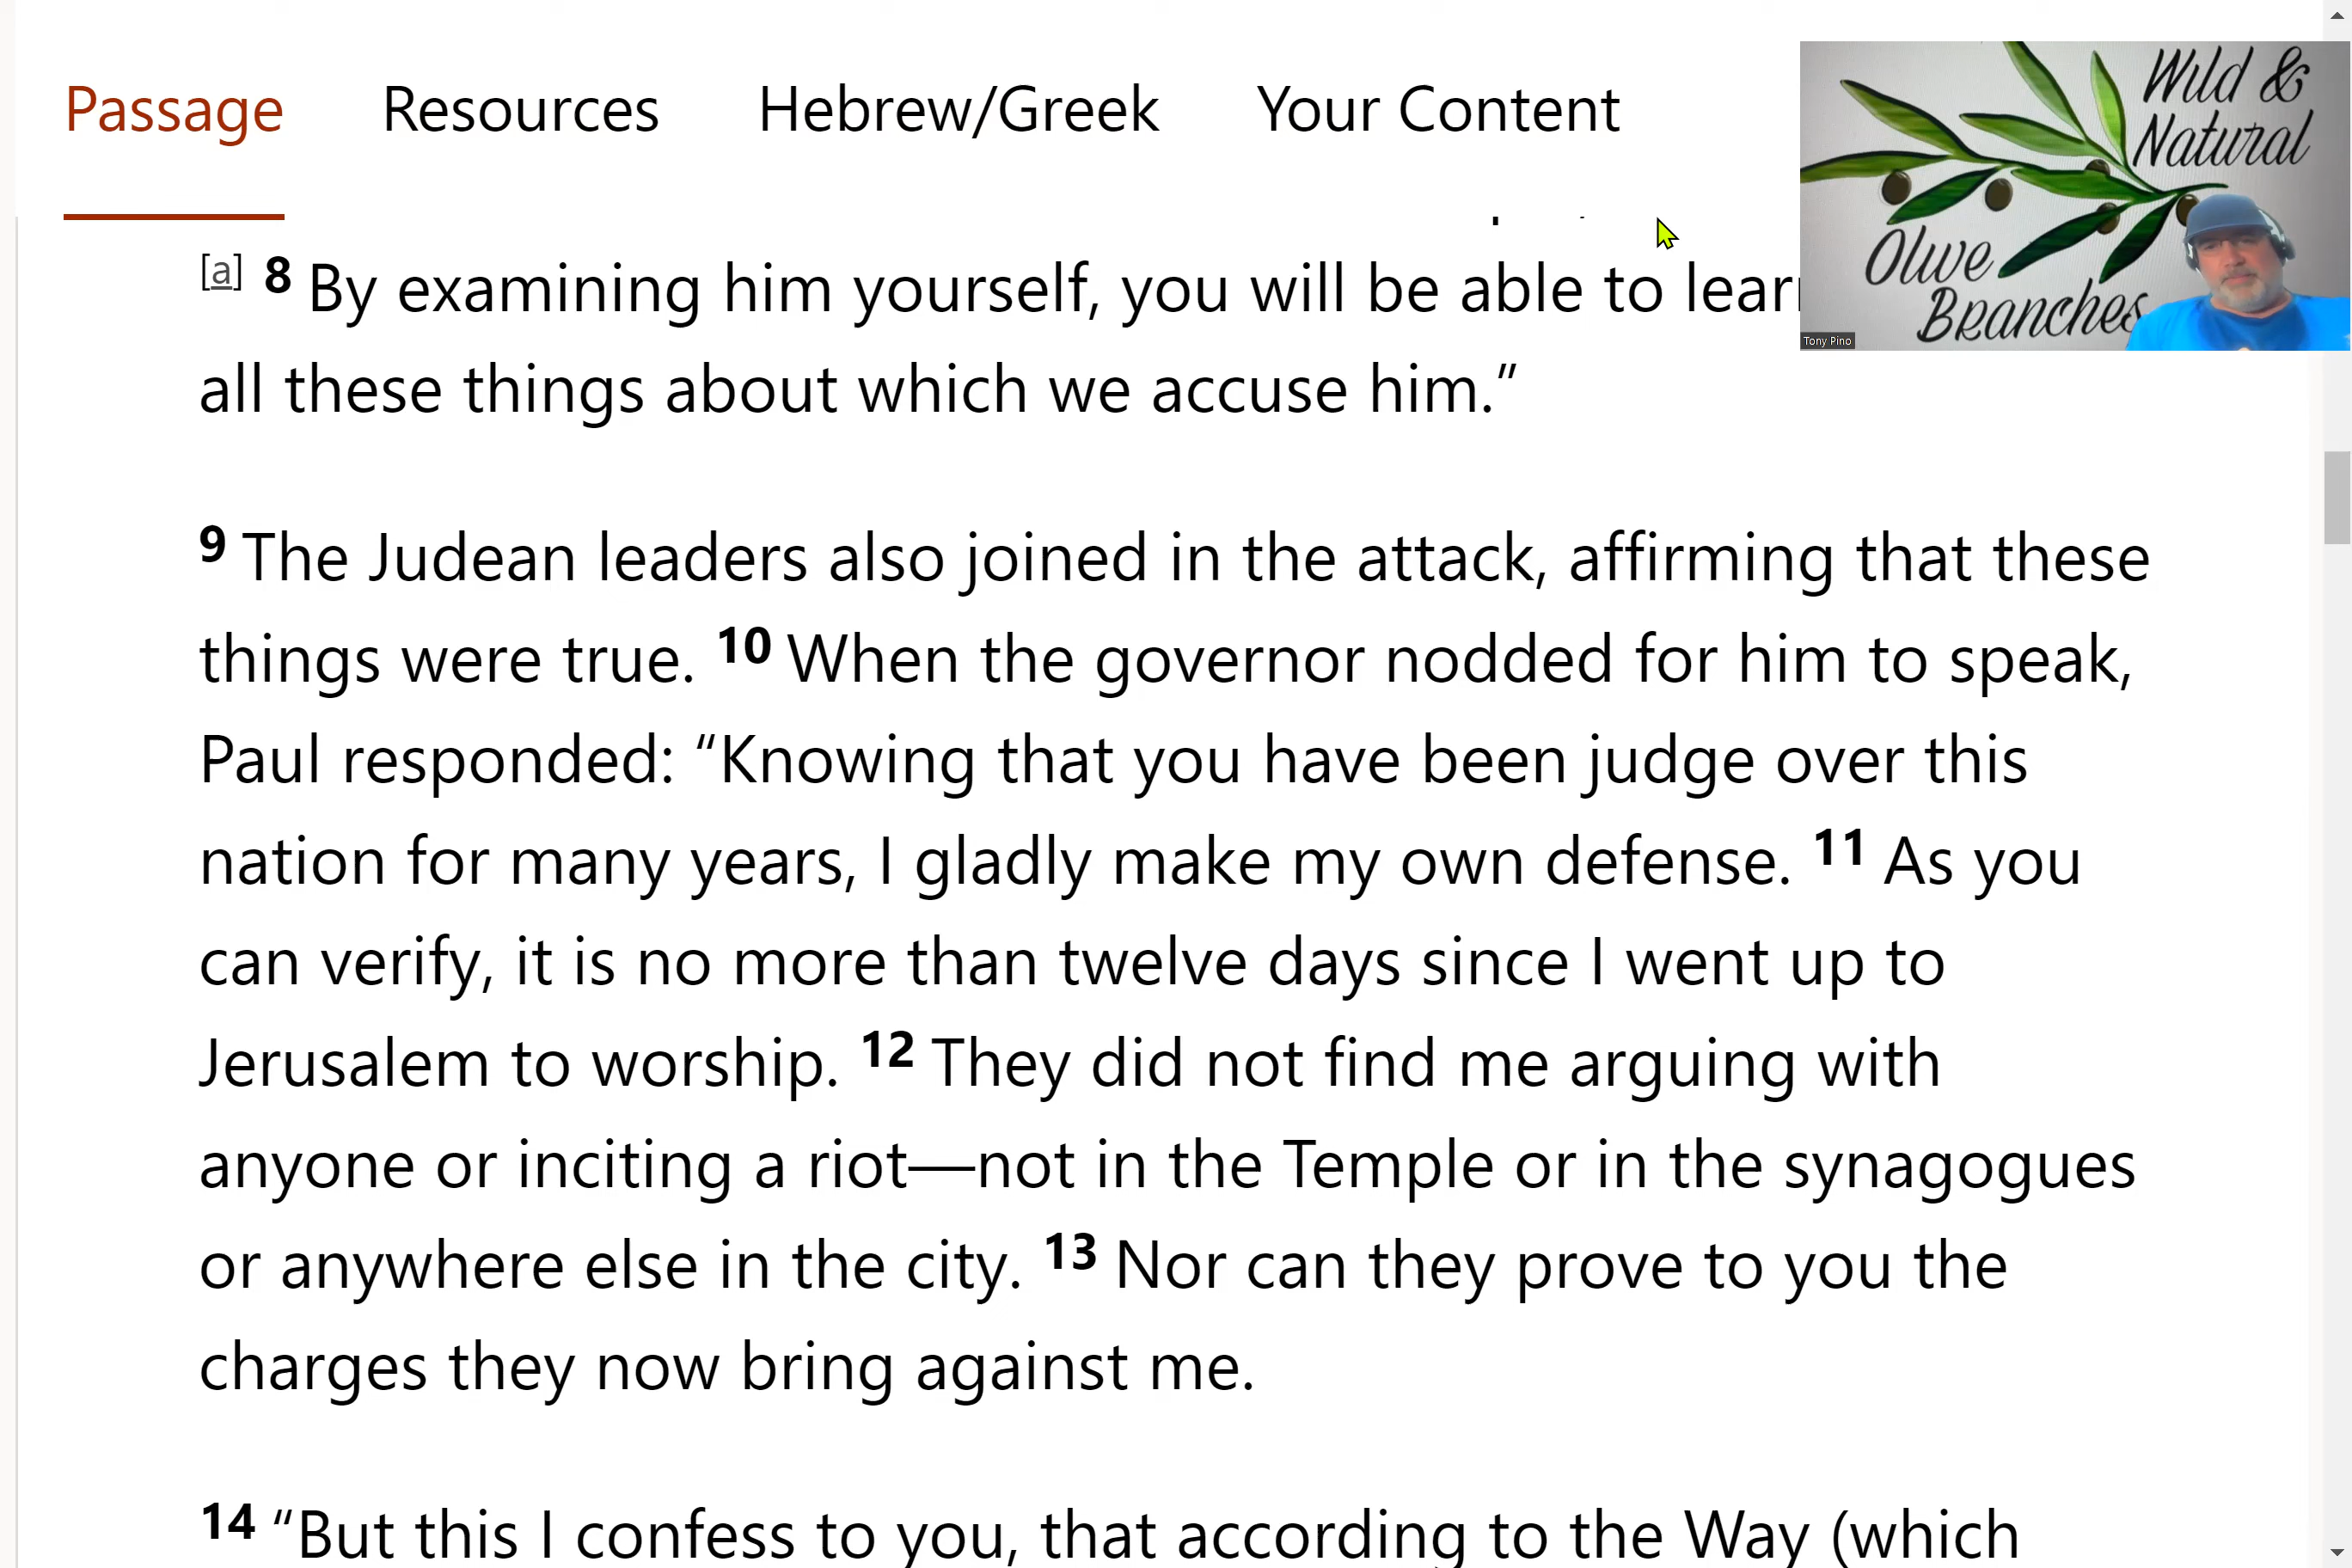 Passage Resources Hebrew/Greek Your Content
Wild &
Natural
Olive
Branches
Tony Pino
[a] 8 By examining him yourself, you will be able to
all these things about which we accuse him.”
9 The Judean leaders also joined in the attack, affirming that these
things were true. 10 When the governor nodded for him to speak,
Paul responded: “Knowing that you have been judge over this
nation for many years, I gladly make my own defense. 11 As you
can verify, it is no more than twelve days since I went up to
Jerusalem to worship. 12 They did not find me arguing with
anyone or inciting a riot—not in the Temple or in the synagogues
or anywhere else in the city. 13 Nor can they prove to you the
charges they now bring against me.
14 “But this I confess to you, that according to the Way (which